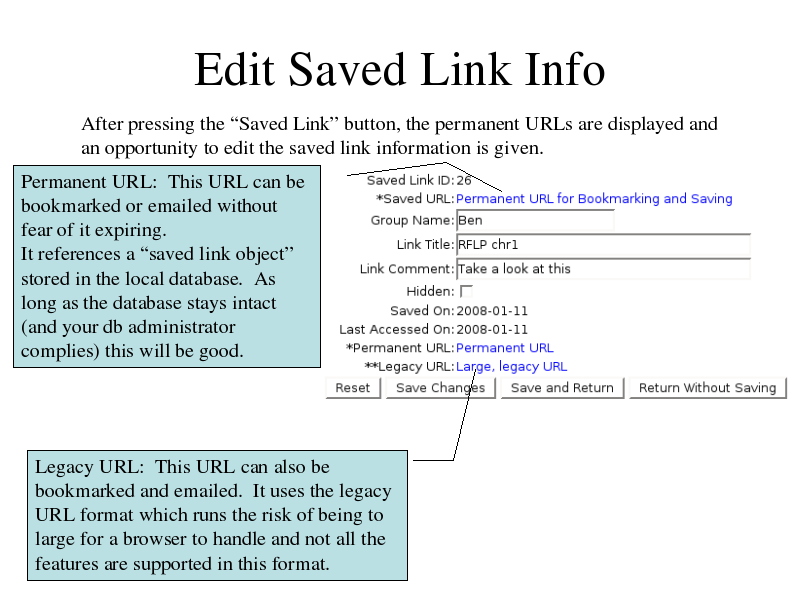 Edit Saved Link Info
After pressing the “Saved Link” button, the permanent URLs are displayed and
an opportunity to edit the saved link information is given.
Permanent URL:  This URL can be
bookmarked or emailed without
fear of it expiring.
It references a “saved link object”
stored in the local database.  As
long as the database stays intact
(and your db administrator
complies) this will be good.
Saved Link ID: 26
*Saved URL: Permanent URL for Bookmarking and Saving
Group Name: Ben
Link Title: RFLP chr1
Link Comment: Take a look at this
Hidden:
Saved On: 2008-01-11
Last Accessed On: 2008-01-11
*Permanent URL: Permanent URL
**Legacy URL: Large, legacy URL
Reset Save Changes Save and Return Return Without Saving
Legacy URL:  This URL can also be
bookmarked and emailed.  It uses the legacy
URL format which runs the risk of being to
large for a browser to handle and not all the
features are supported in this format.